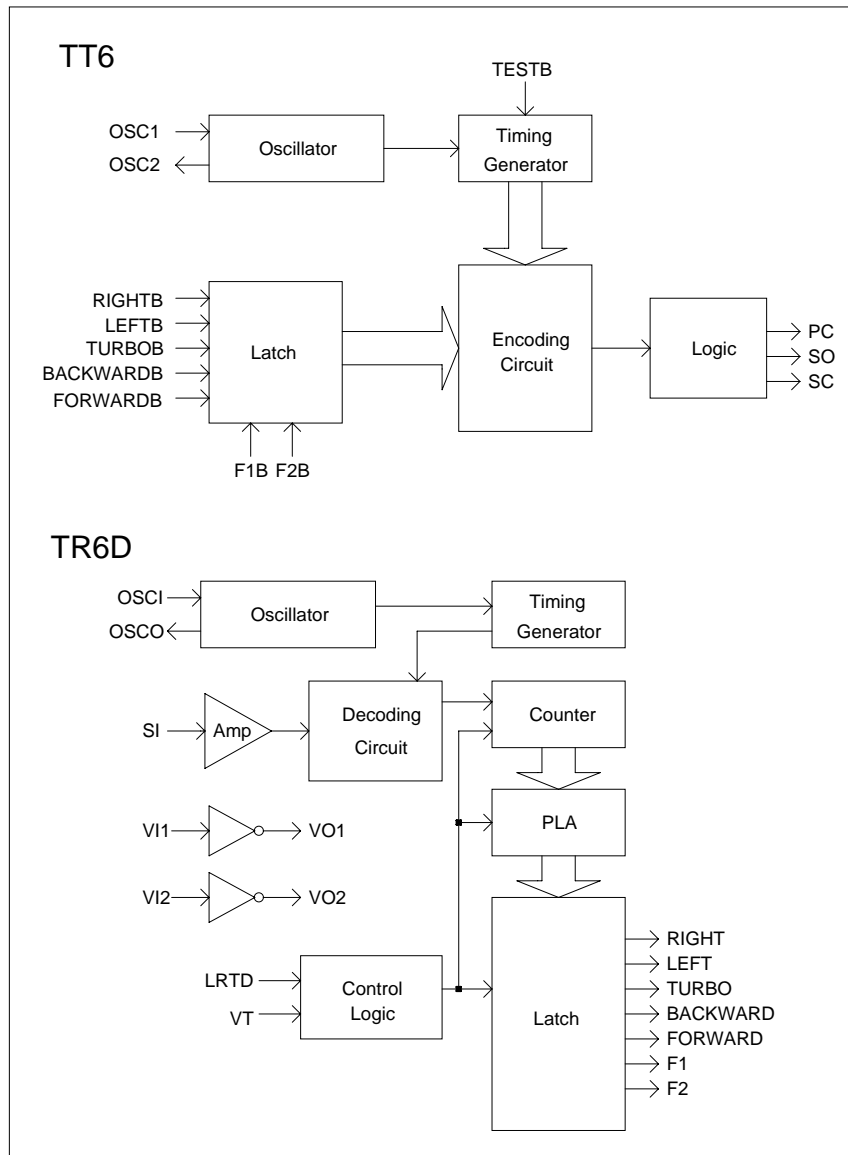 TT6
TESTB
OSC1
OSC2
Oscillator
Timing
Generator
RIGHTB
LEFTB
TURBOB
BACKWARDB
FORWARDB
Latch
F1B F2B
Encoding
Circuit
Logic
PC
SO
SC
TR6D
OSCI
OSCO
Oscillator
Timing
Generator
SI
Amp
Decoding
Circuit
Counter
VI1
VO1
PLA
VI2
VO2
LRTD
VT
Control
Logic
Latch
RIGHT
LEFT
TURBO
BACKWARD
FORWARD
F1
F2